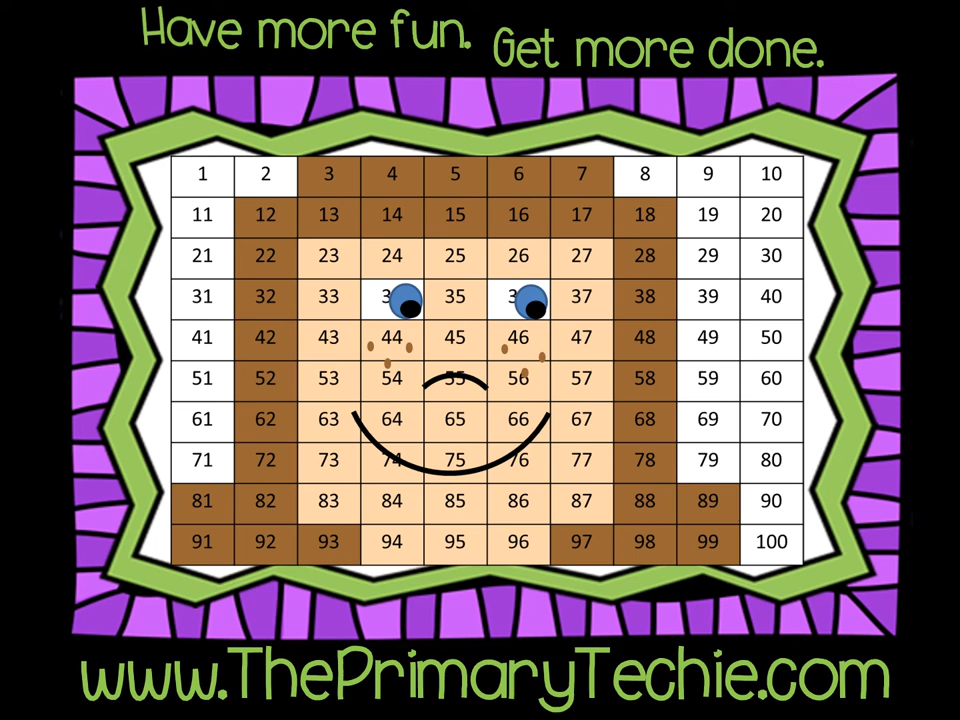 Have more fun. Get more done.
1 2 3 4 5 6 7 8 9 10
11 12 13 14 15 16 17 18 19 20
21 22 23 24 25 26 27 28 29 30
31 32 33 35 37 38 39 40
41 42 43 44 45 46 47 48 49 50
51 52 53 54 55 56 57 58 59 60
61 62 63 64 65 66 67 68 69 70
71 72 73 74 75 76 77 78 79 80
81 82 83 84 85 86 87 88 89 90
91 92 93 94 95 96 97 98 99 100
www.ThePrimaryTechie.com